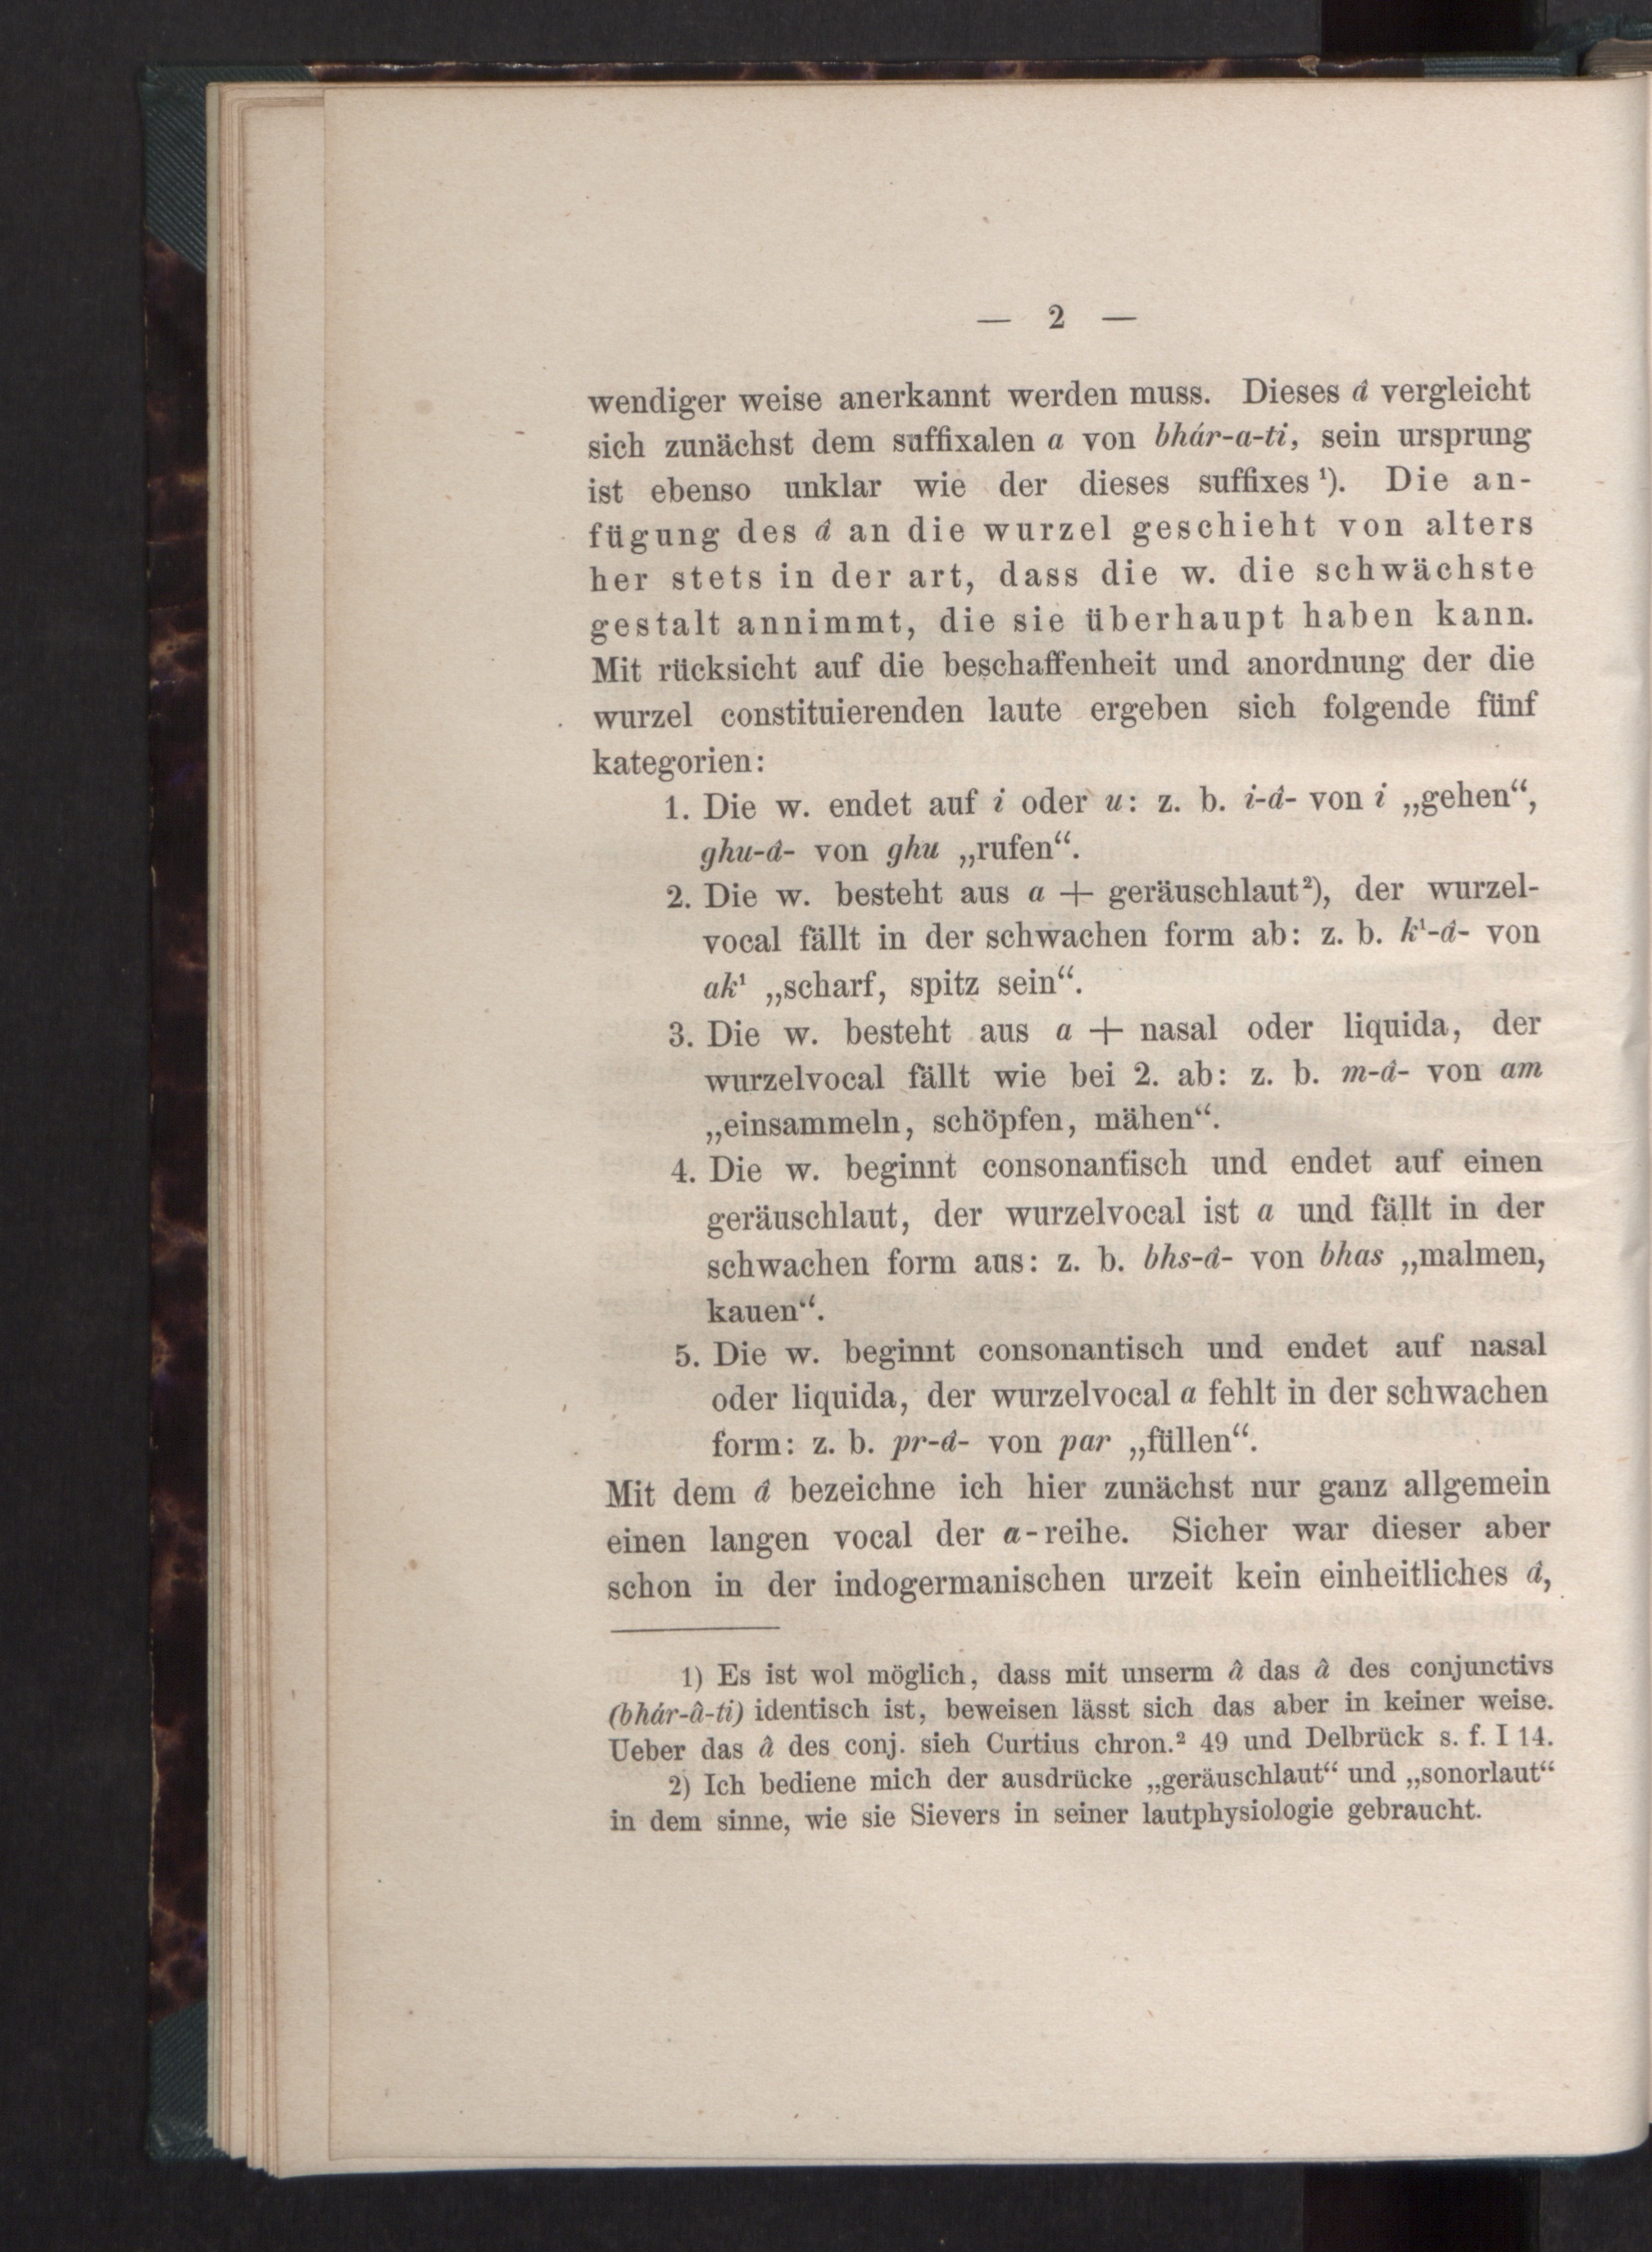 — 2 —
wendiger weise anerkannt werden muss. Dieses â vergleicht
sich zunächst dem suffixalen a von bhár-a-ti, sein ursprung
ist ebenso unklar wie der dieses suffixes ¹). Die an-
fügung des â an die wurzel geschieht von alters
her stets in der art, dass die w. die schwächste
gestalt annimmt, die sie überhaupt haben kann.
Mit rücksicht auf die beschaffenheit und anordnung der die
wurzel constituierenden laute ergeben sich folgende fünf
kategorien:
1. Die w. endet auf i oder u: z. b. i-â- von i „gehen“,
ghu-â- von ghu „rufen“.
2. Die w. besteht aus a + geräuschlaut²), der wurzel-
vocal fällt in der schwachen form ab: z. b. k¹-â- von
ak¹ „scharf, spitz sein“.
3. Die w. besteht aus a + nasal oder liquida, der
wurzelvocal fällt wie bei 2. ab: z. b. m-â- von am
„einsammeln, schöpfen, mähen“.
4. Die w. beginnt consonantisch und endet auf einen
geräuschlaut, der wurzelvocal ist a und fällt in der
schwachen form aus: z. b. bhs-â- von bhas „malmen,
kauen“.
5. Die w. beginnt consonantisch und endet auf nasal
oder liquida, der wurzelvocal a fehlt in der schwachen
form: z. b. pr-â- von par „füllen“.
Mit dem â bezeichne ich hier zunächst nur ganz allgemein
einen langen vocal der a-reihe. Sicher war dieser aber
schon in der indogermanischen urzeit kein einheitliches â,
1) Es ist wol möglich, dass mit unserm â das â des conjunctivs
(bhár-â-ti) identisch ist, beweisen lässt sich das aber in keiner weise.
Ueber das â des conj. sieh Curtius chron.² 49 und Delbrück s. f. I 14.
2) Ich bediene mich der ausdrücke „geräuschlaut“ und „sonorlaut“
in dem sinne, wie sie Sievers in seiner lautphysiologie gebraucht.